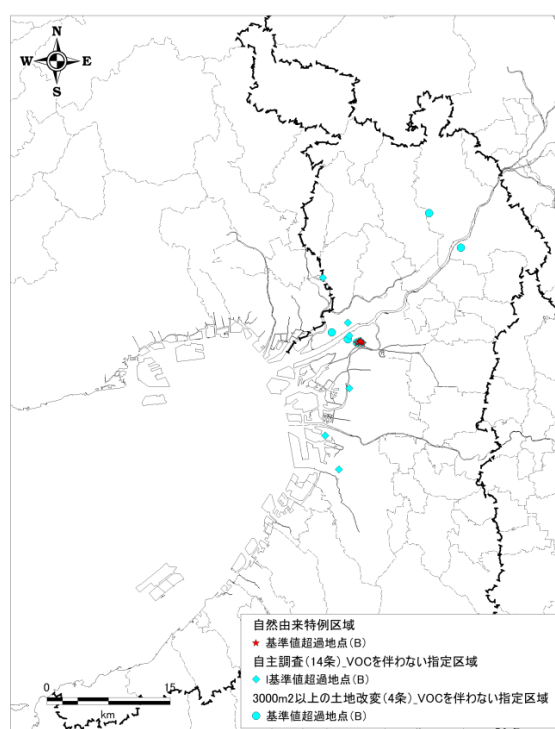 N
W E
S
自然由来特例区域
基準値超過地点(B)
自主調査(14条)_VOCを伴わない指定区域
I基準値超過地点(B)
3000m2以上の土地改変(4条)_VOCを伴わない指定区域
基準値超過地点(B)
0 15
km